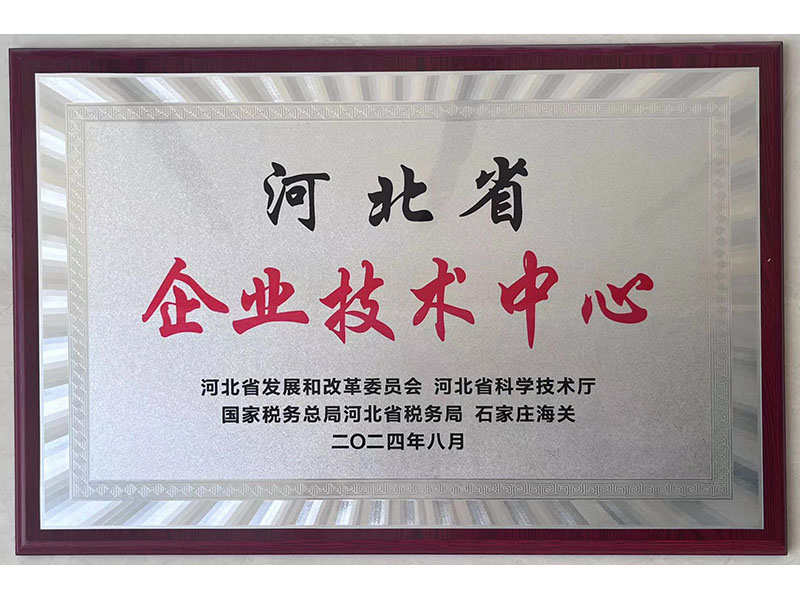 河北省
企业技术中心
河北省发展和改革委员会 河北省科学技术厅
国家税务总局河北省税务局 石家庄海关
二〇二四年八月